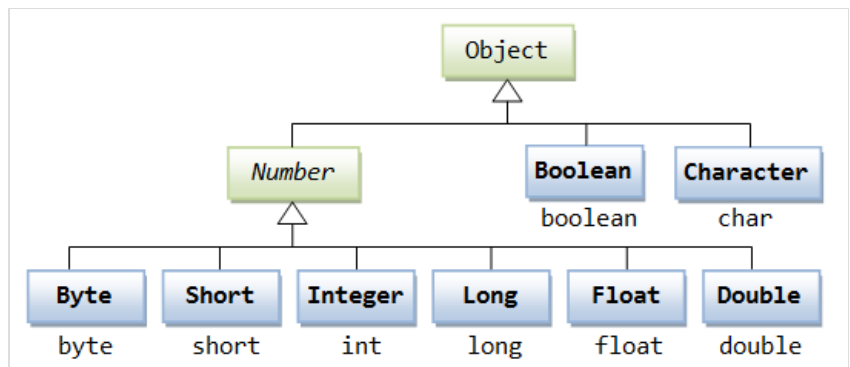 Object
Number Boolean Character
boolean char
Byte Short Integer Long Float Double
byte short int long float double